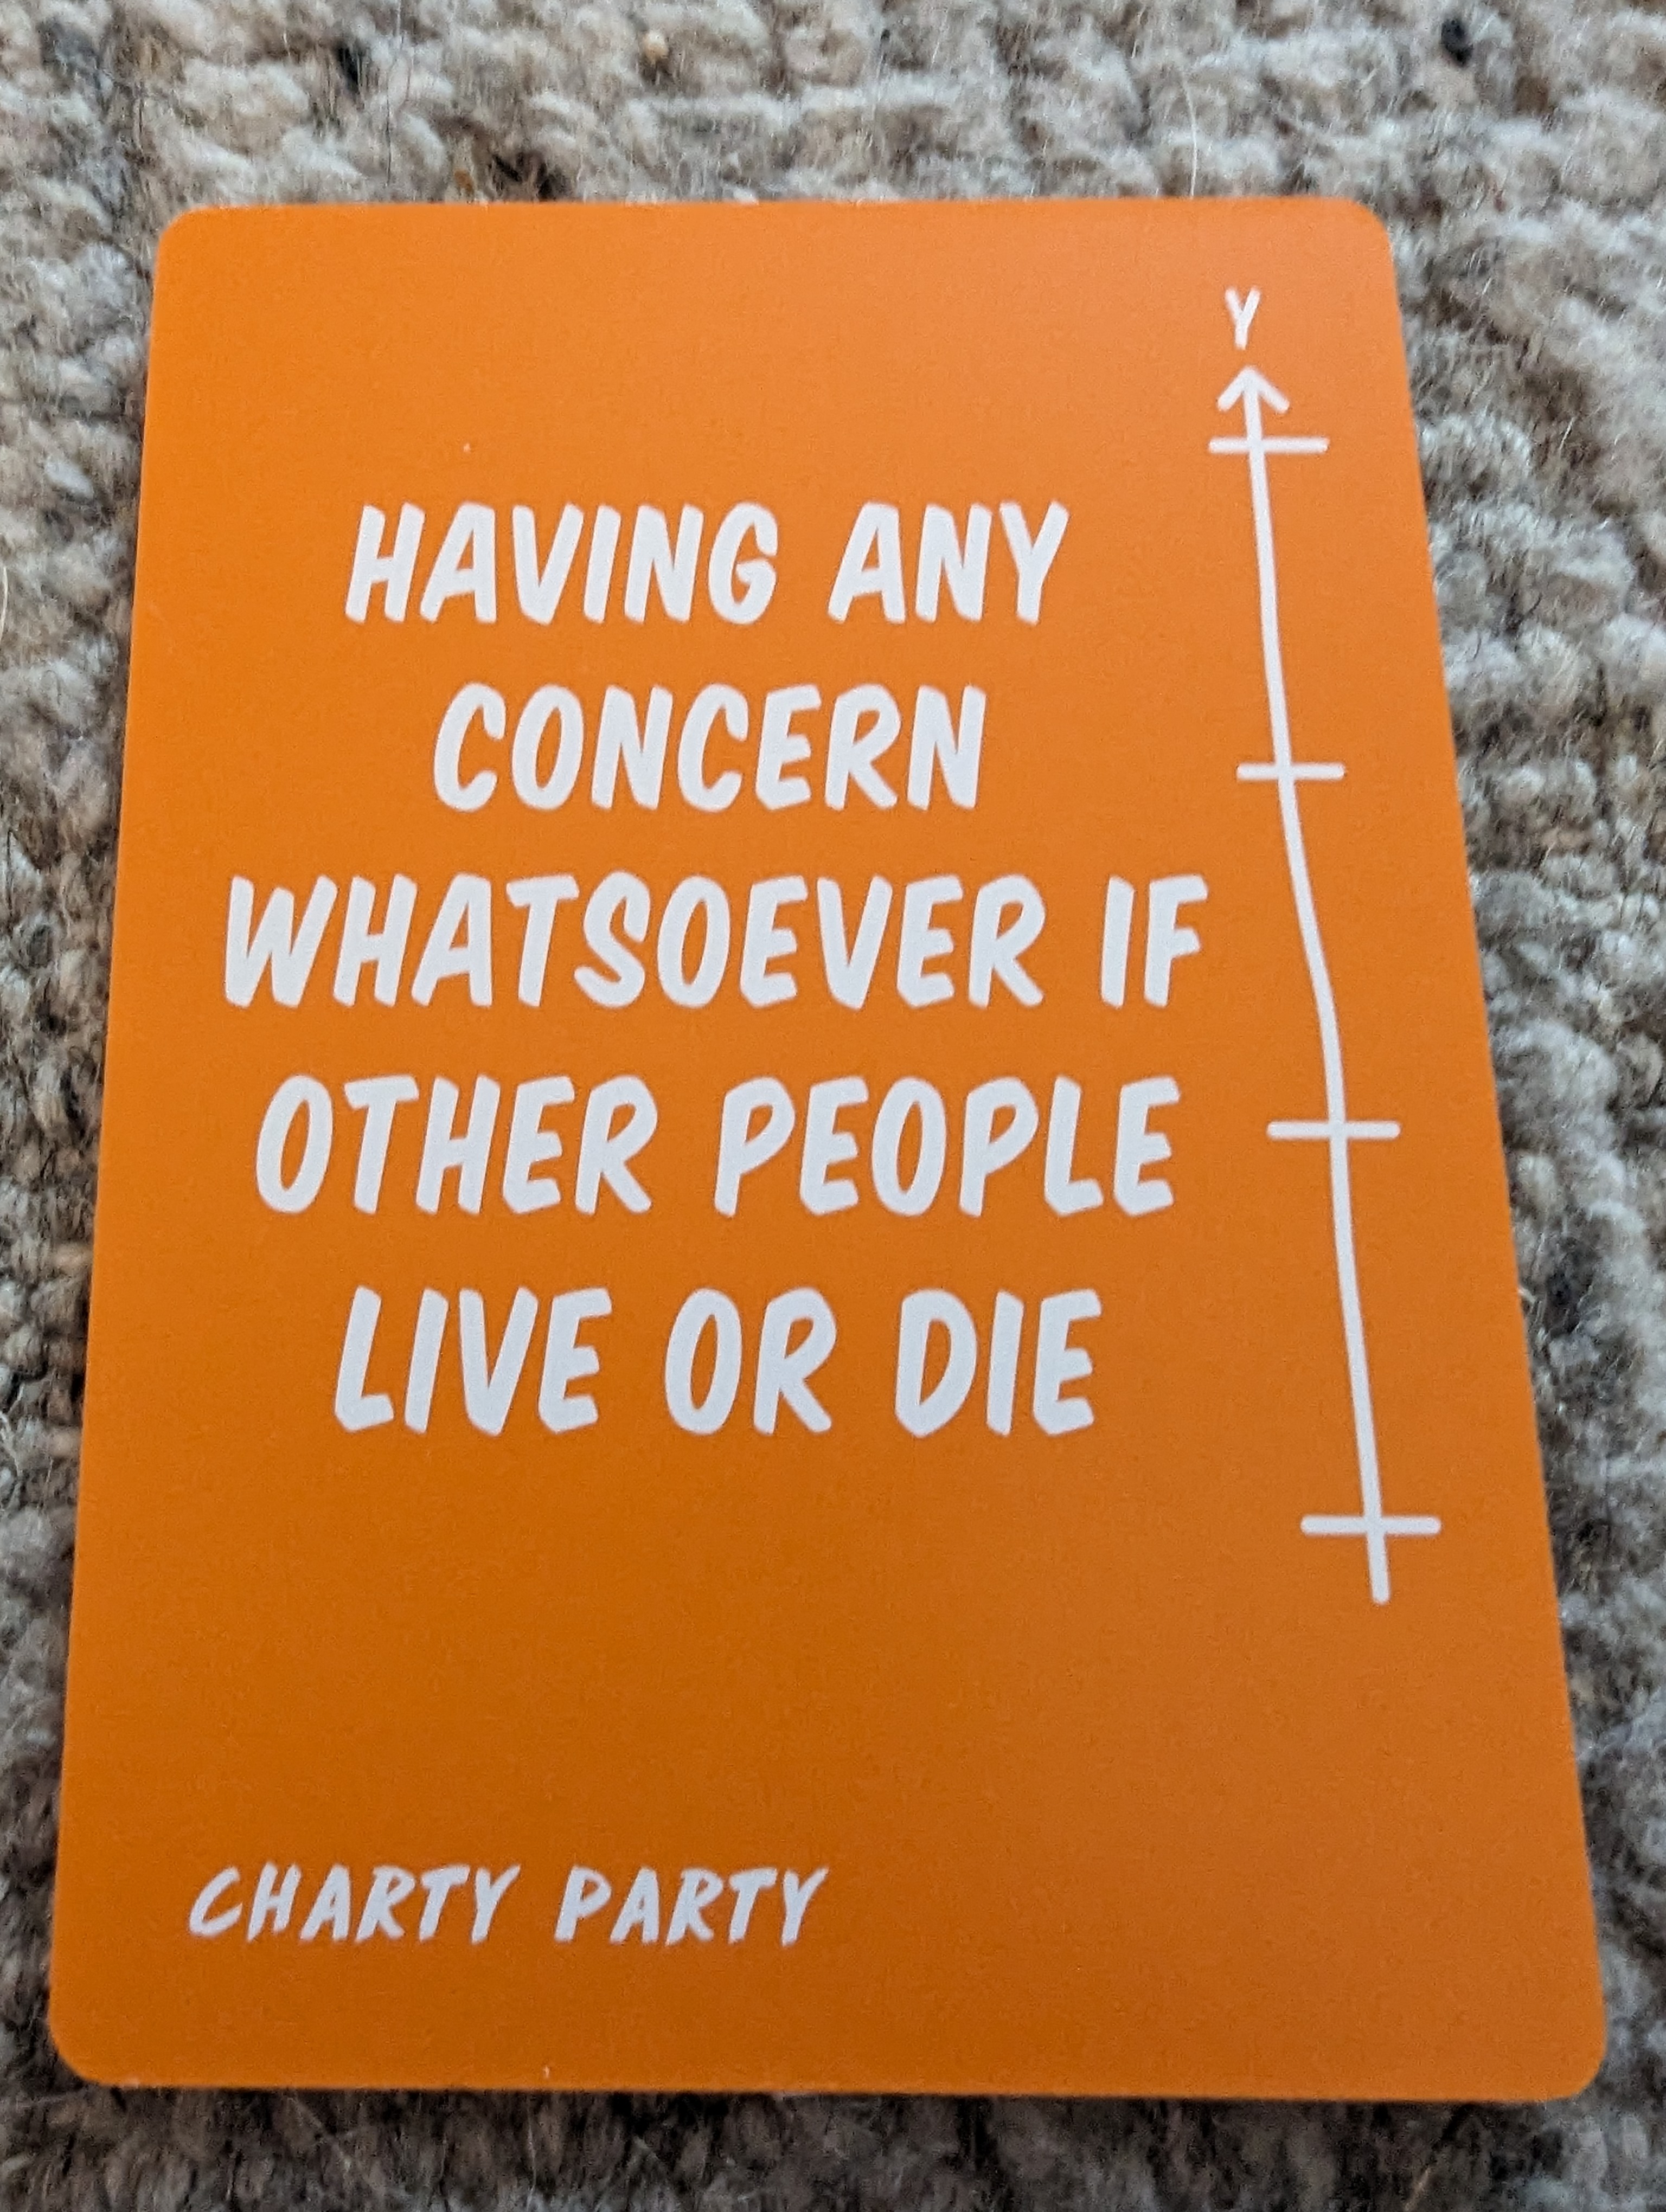 Y
HAVING ANY
CONCERN
WHATSOEVER IF
OTHER PEOPLE
LIVE OR DIE
CHARTY PARTY